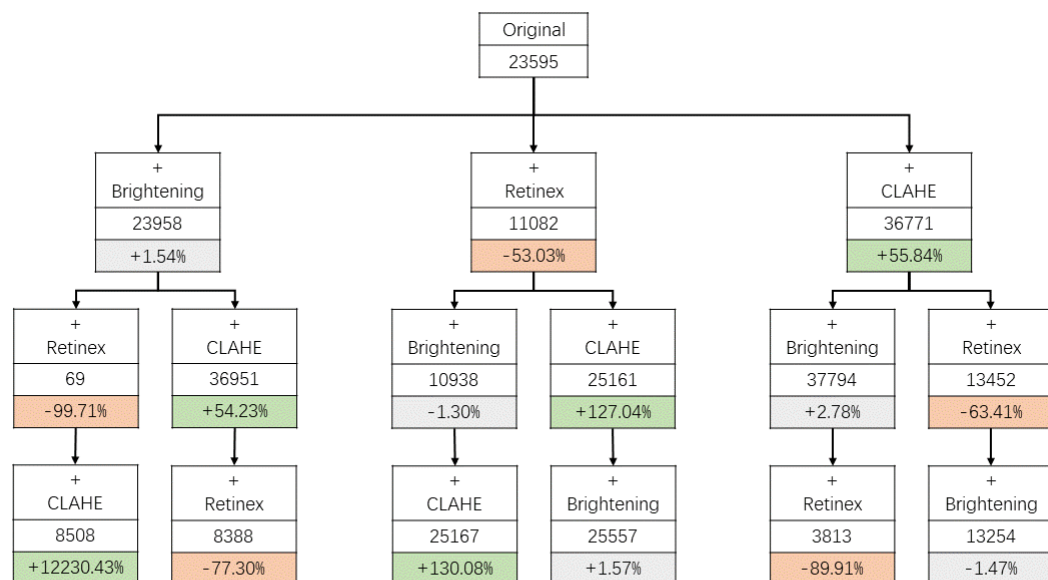 Original
23595
+
Brightening
23958
+1.54%
+
Retinex
11082
-53.03%
+
CLAHE
36771
+55.84%
+
Retinex
69
-99.71%
+
CLAHE
36951
+54.23%
+
Brightening
10938
-1.30%
+
CLAHE
25161
+127.04%
+
Brightening
37794
+2.78%
+
Retinex
13452
-63.41%
+
CLAHE
8508
+12230.43%
+
Retinex
8388
-77.30%
+
CLAHE
25167
+130.08%
+
Brightening
25557
+1.57%
+
Retinex
3813
-89.91%
+
Brightening
13254
-1.47%